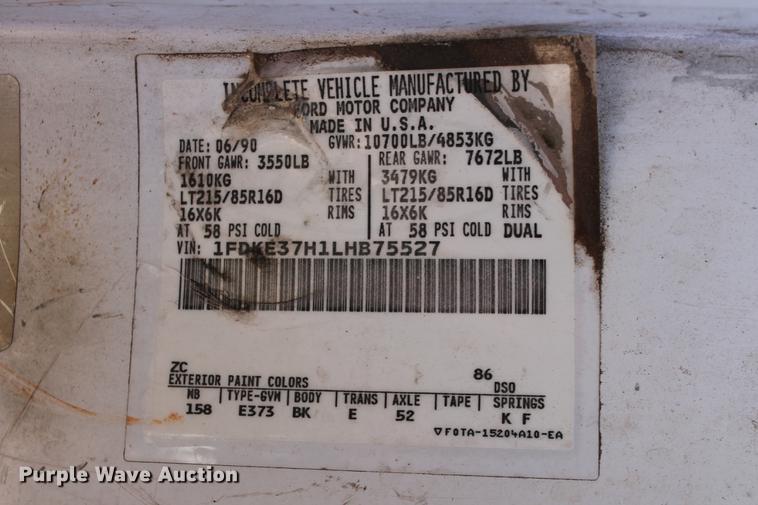 INCOMPLETE VEHICLE MANUFACTURED BY
FORD MOTOR COMPANY
MADE IN U.S.A.
DATE: 06/90 GVWR: 10700LB/4853KG
FRONT GAWR: 3550LB REAR GAWR: 7672LB
1610KG WITH 3479KG WITH
LT215/85R16D TIRES LT215/85R16D TIRES
16X6K RIMS 16X6K RIMS
AT 58 PSI COLD AT 58 PSI COLD DUAL
VIN: 1FDKE37H1LHB75527
ZC 86
EXTERIOR PAINT COLORS DSO
WB TYPE-GVM BODY TRANS AXLE TAPE SPRINGS
158 E373 BK E 52 K F
▽ F0TA-15204A10-EA
Purple Wave Auction